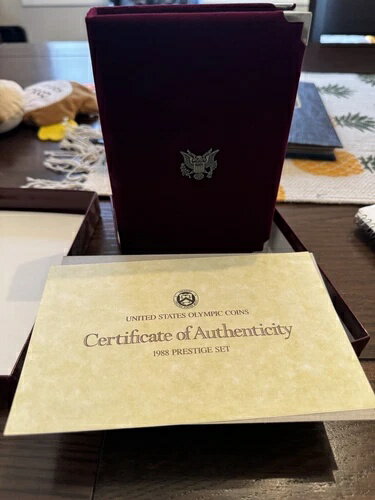 UNITED STATES OLYMPIC COINS
Certificate of Authenticity
1988 PRESTIGE SET